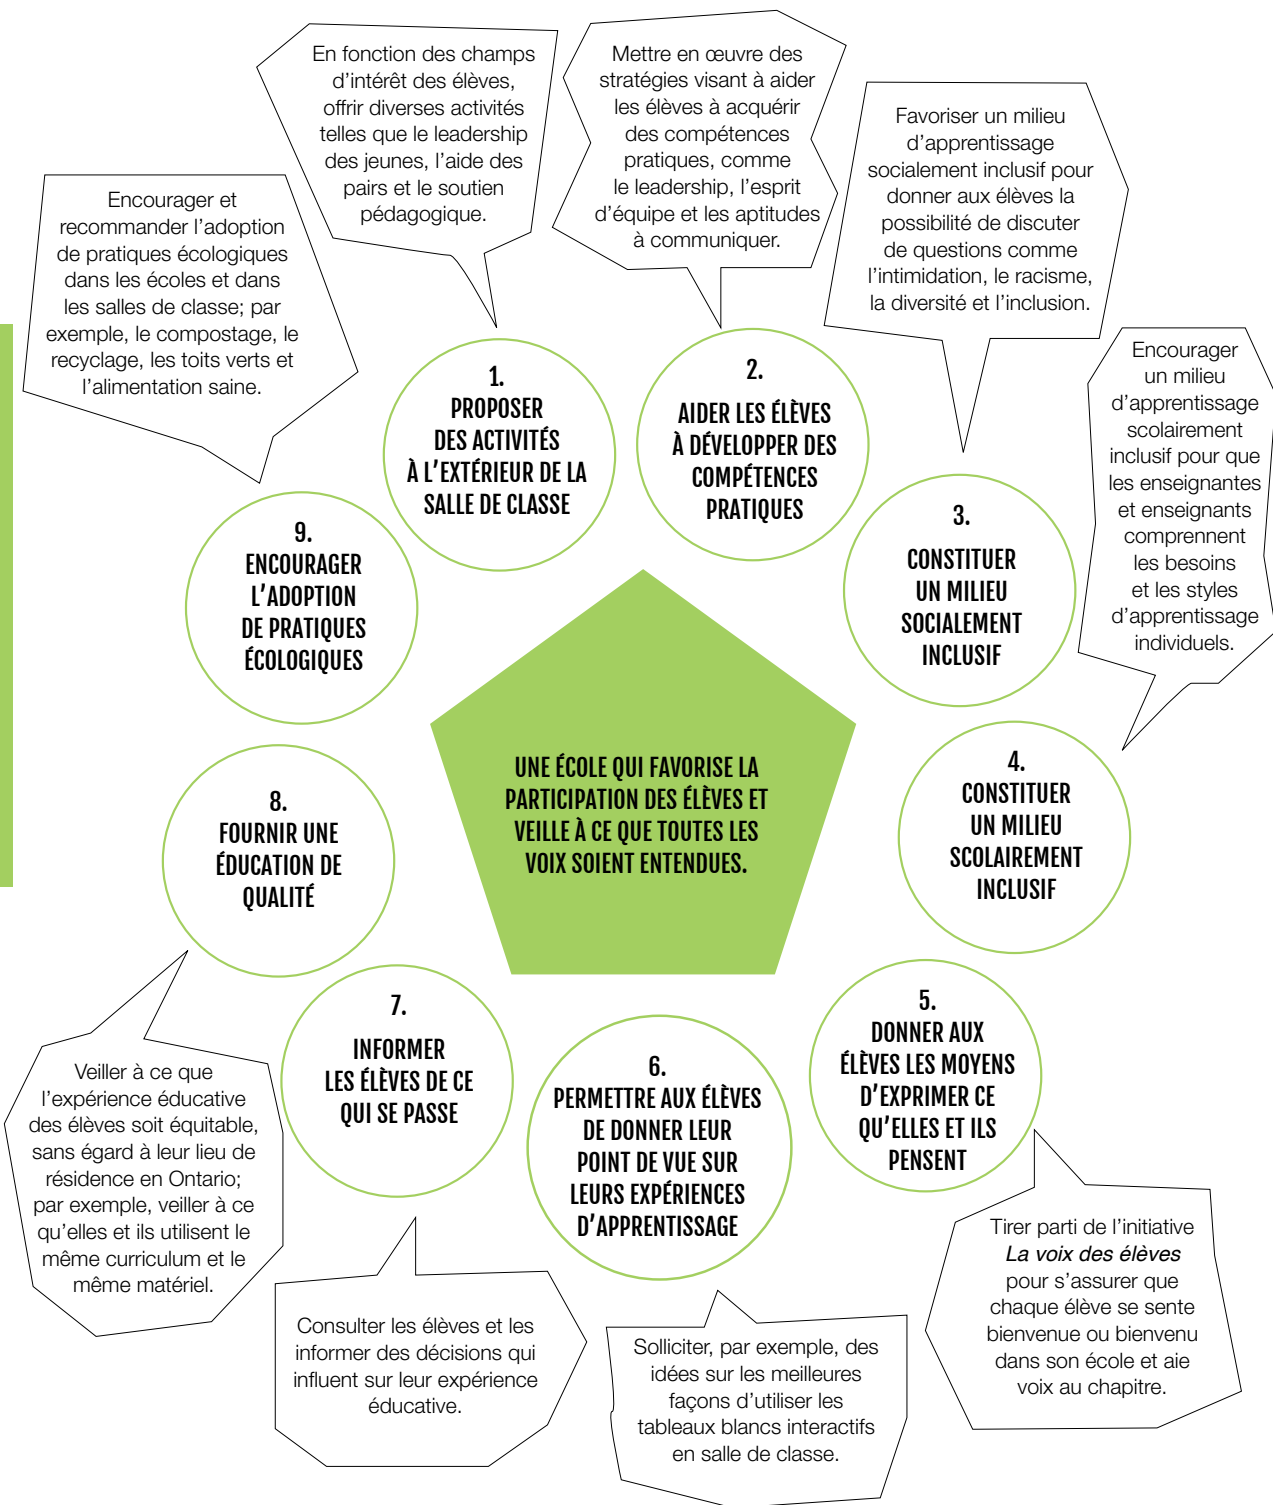 En fonction des champs
d'intérêt des élèves,
offrir diverses activités
telles que le leadership
des jeunes, l'aide des
pairs et le soutien
pédagogique.
1.
PROPOSER
DES ACTIVITÉS
À L'EXTÉRIEUR DE LA
SALLE DE CLASSE
Mettre en œuvre des
stratégies visant à aider
les élèves à acquérir
des compétences
pratiques, comme
le leadership, l'esprit
d'équipe et les aptitudes
à communiquer.
2.
AIDER LES ÉLÈVES
À DÉVELOPPER DES
COMPÉTENCES
PRATIQUES
Favoriser un milieu
d'apprentissage
socialement inclusif pour
donner aux élèves la
possibilité de discuter
de questions comme
l'intimidation, le racisme,
la diversité et l'inclusion.
3.
CONSTITUER
UN MILIEU
SOCIALEMENT
INCLUSIF
Encourager
un milieu
d'apprentissage
scolairement
inclusif pour que
les enseignantes
et enseignants
comprennent
les besoins
et les styles
d'apprentissage
individuels.
4.
CONSTITUER
UN MILIEU
SCOLAIREMENT
INCLUSIF
5.
DONNER AUX
ÉLÈVES LES MOYENS
D'EXPRIMER CE
QU'ELLES ET ILS
PENSENT
Tirer parti de l'initiative
La voix des élèves
pour s'assurer que
chaque élève se sente
bienvenue ou bienvenu
dans son école et aie
voix au chapitre.
6.
PERMETTRE AUX ÉLÈVES
DE DONNER LEUR
POINT DE VUE SUR
LEURS EXPÉRIENCES
D'APPRENTISSAGE
Solliciter, par exemple, des
idées sur les meilleures
façons d'utiliser les
tableaux blancs interactifs
en salle de classe.
7.
INFORMER
LES ÉLÈVES DE CE
QUI SE PASSE
Consulter les élèves et les
informer des décisions qui
influent sur leur expérience
éducative.
8.
FOURNIR UNE
ÉDUCATION DE
QUALITÉ
Veiller à ce que
l'expérience éducative
des élèves soit équitable,
sans égard à leur lieu de
résidence en Ontario;
par exemple, veiller à ce
qu'elles et ils utilisent le
même curriculum et le
même matériel.
9.
ENCOURAGER
L'ADOPTION
DE PRATIQUES
ÉCOLOGIQUES
Encourager et
recommander l'adoption
de pratiques écologiques
dans les écoles et dans
les salles de classe; par
exemple, le compostage, le
recyclage, les toits verts et
l'alimentation saine.
UNE ÉCOLE QUI FAVORISE LA
PARTICIPATION DES ÉLÈVES ET
VEILLE À CE QUE TOUTES LES
VOIX SOIENT ENTENDUES.